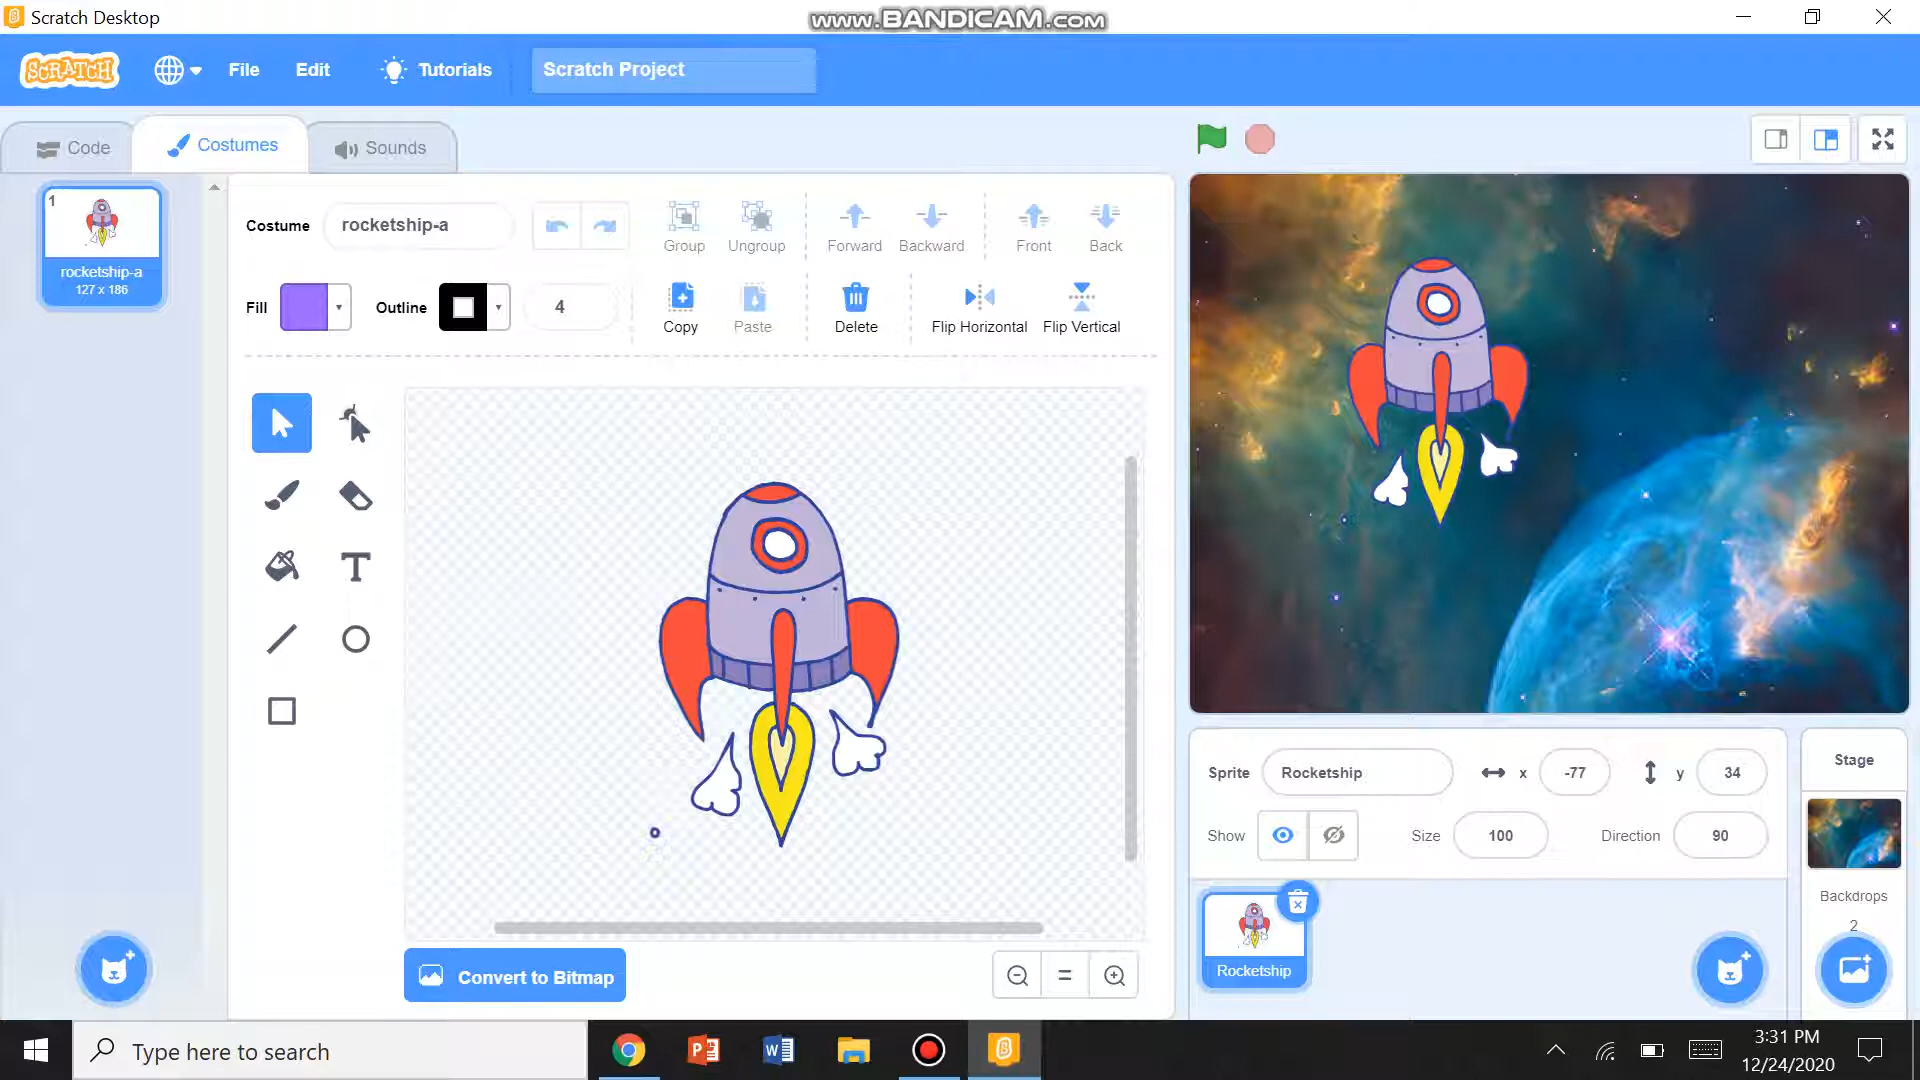 Scratch Desktop
www.BANDICAM.com
SCRATCH
File
Edit
Tutorials
Scratch Project
Code
Costumes
Sounds
1
rocketship-a
127 x 186
Costume
rocketship-a
Group
Ungroup
Forward
Backward
Front
Back
Fill
Outline
4
Copy
Paste
Delete
Flip Horizontal
Flip Vertical
Convert to Bitmap
Sprite
Rocketship
x
-77
y
34
Show
Size
100
Direction
90
Rocketship
Stage
Backdrops
2
Type here to search
3:31 PM
12/24/2020